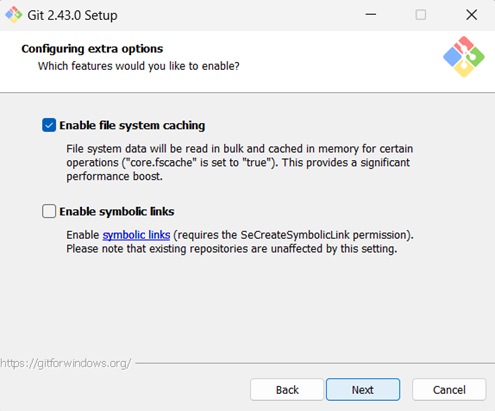 Git 2.43.0 Setup
Configuring extra options
Which features would you like to enable?
Enable file system caching
File system data will be read in bulk and cached in memory for certain
operations ("core.fscache" is set to "true"). This provides a significant
performance boost.
Enable symbolic links
Enable symbolic links (requires the SeCreateSymbolicLink permission).
Please note that existing repositories are unaffected by this setting.
https://gitforwindows.org/
Back Next Cancel